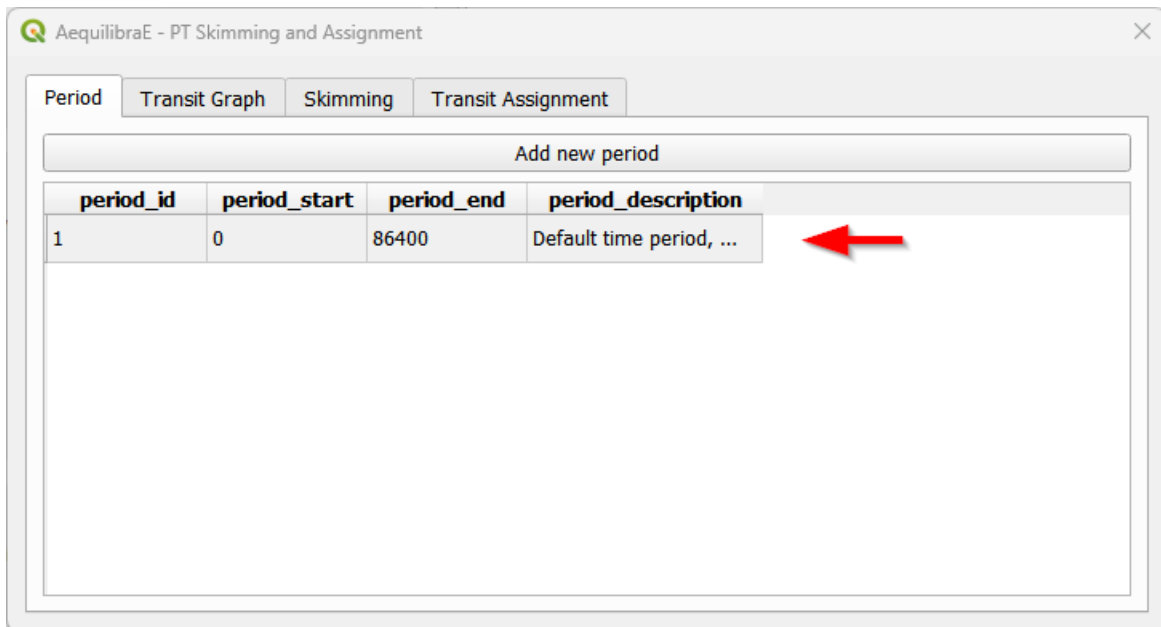 AequilibraE - PT Skimming and Assignment
Period Transit Graph Skimming Transit Assignment
Add new period
period_id period_start period_end period_description
1 0 86400 Default time period, ...